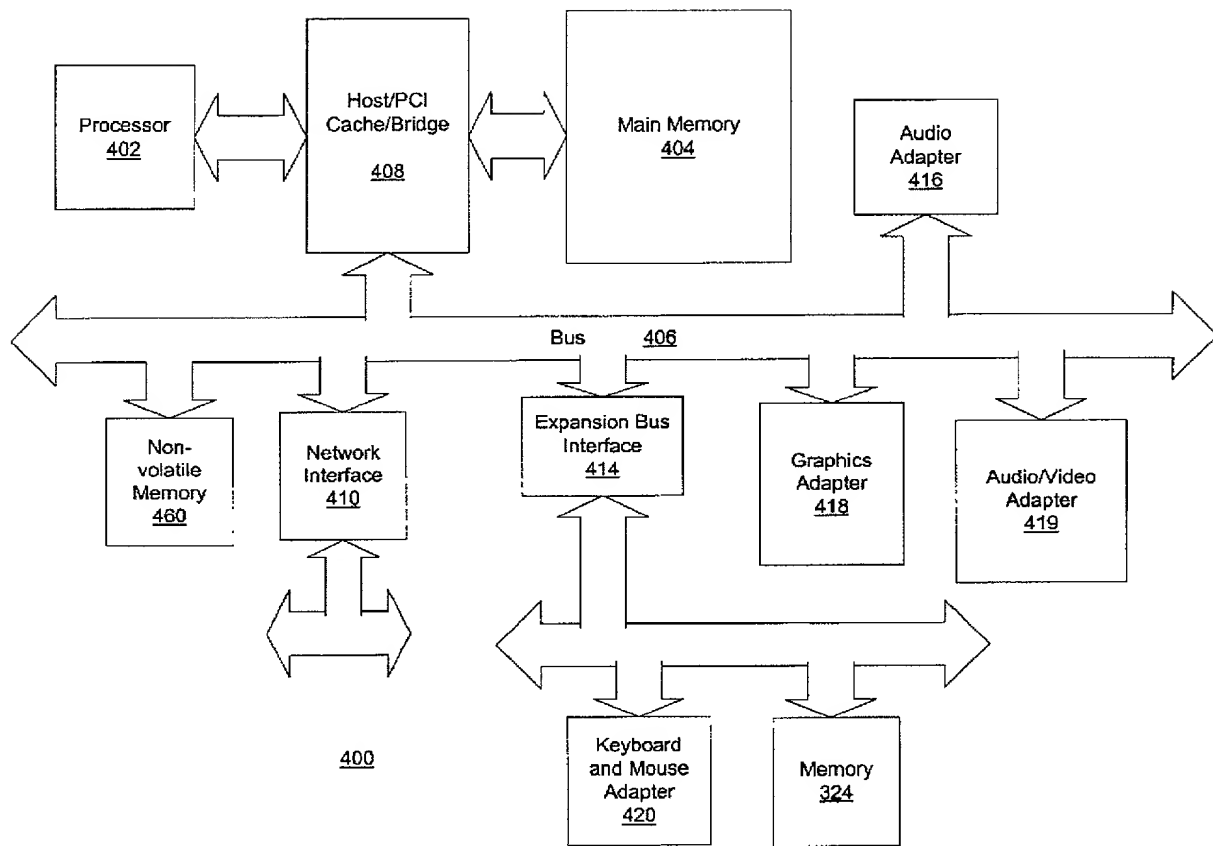 Processor
402
Host/PCI
Cache/Bridge
408
Main Memory
404
Audio
Adapter
416
Bus 406
Non-
volatile
Memory
460
Network
Interface
410
Expansion Bus
Interface
414
Graphics
Adapter
418
Audio/Video
Adapter
419
400
Keyboard
and Mouse
Adapter
420
Memory
324